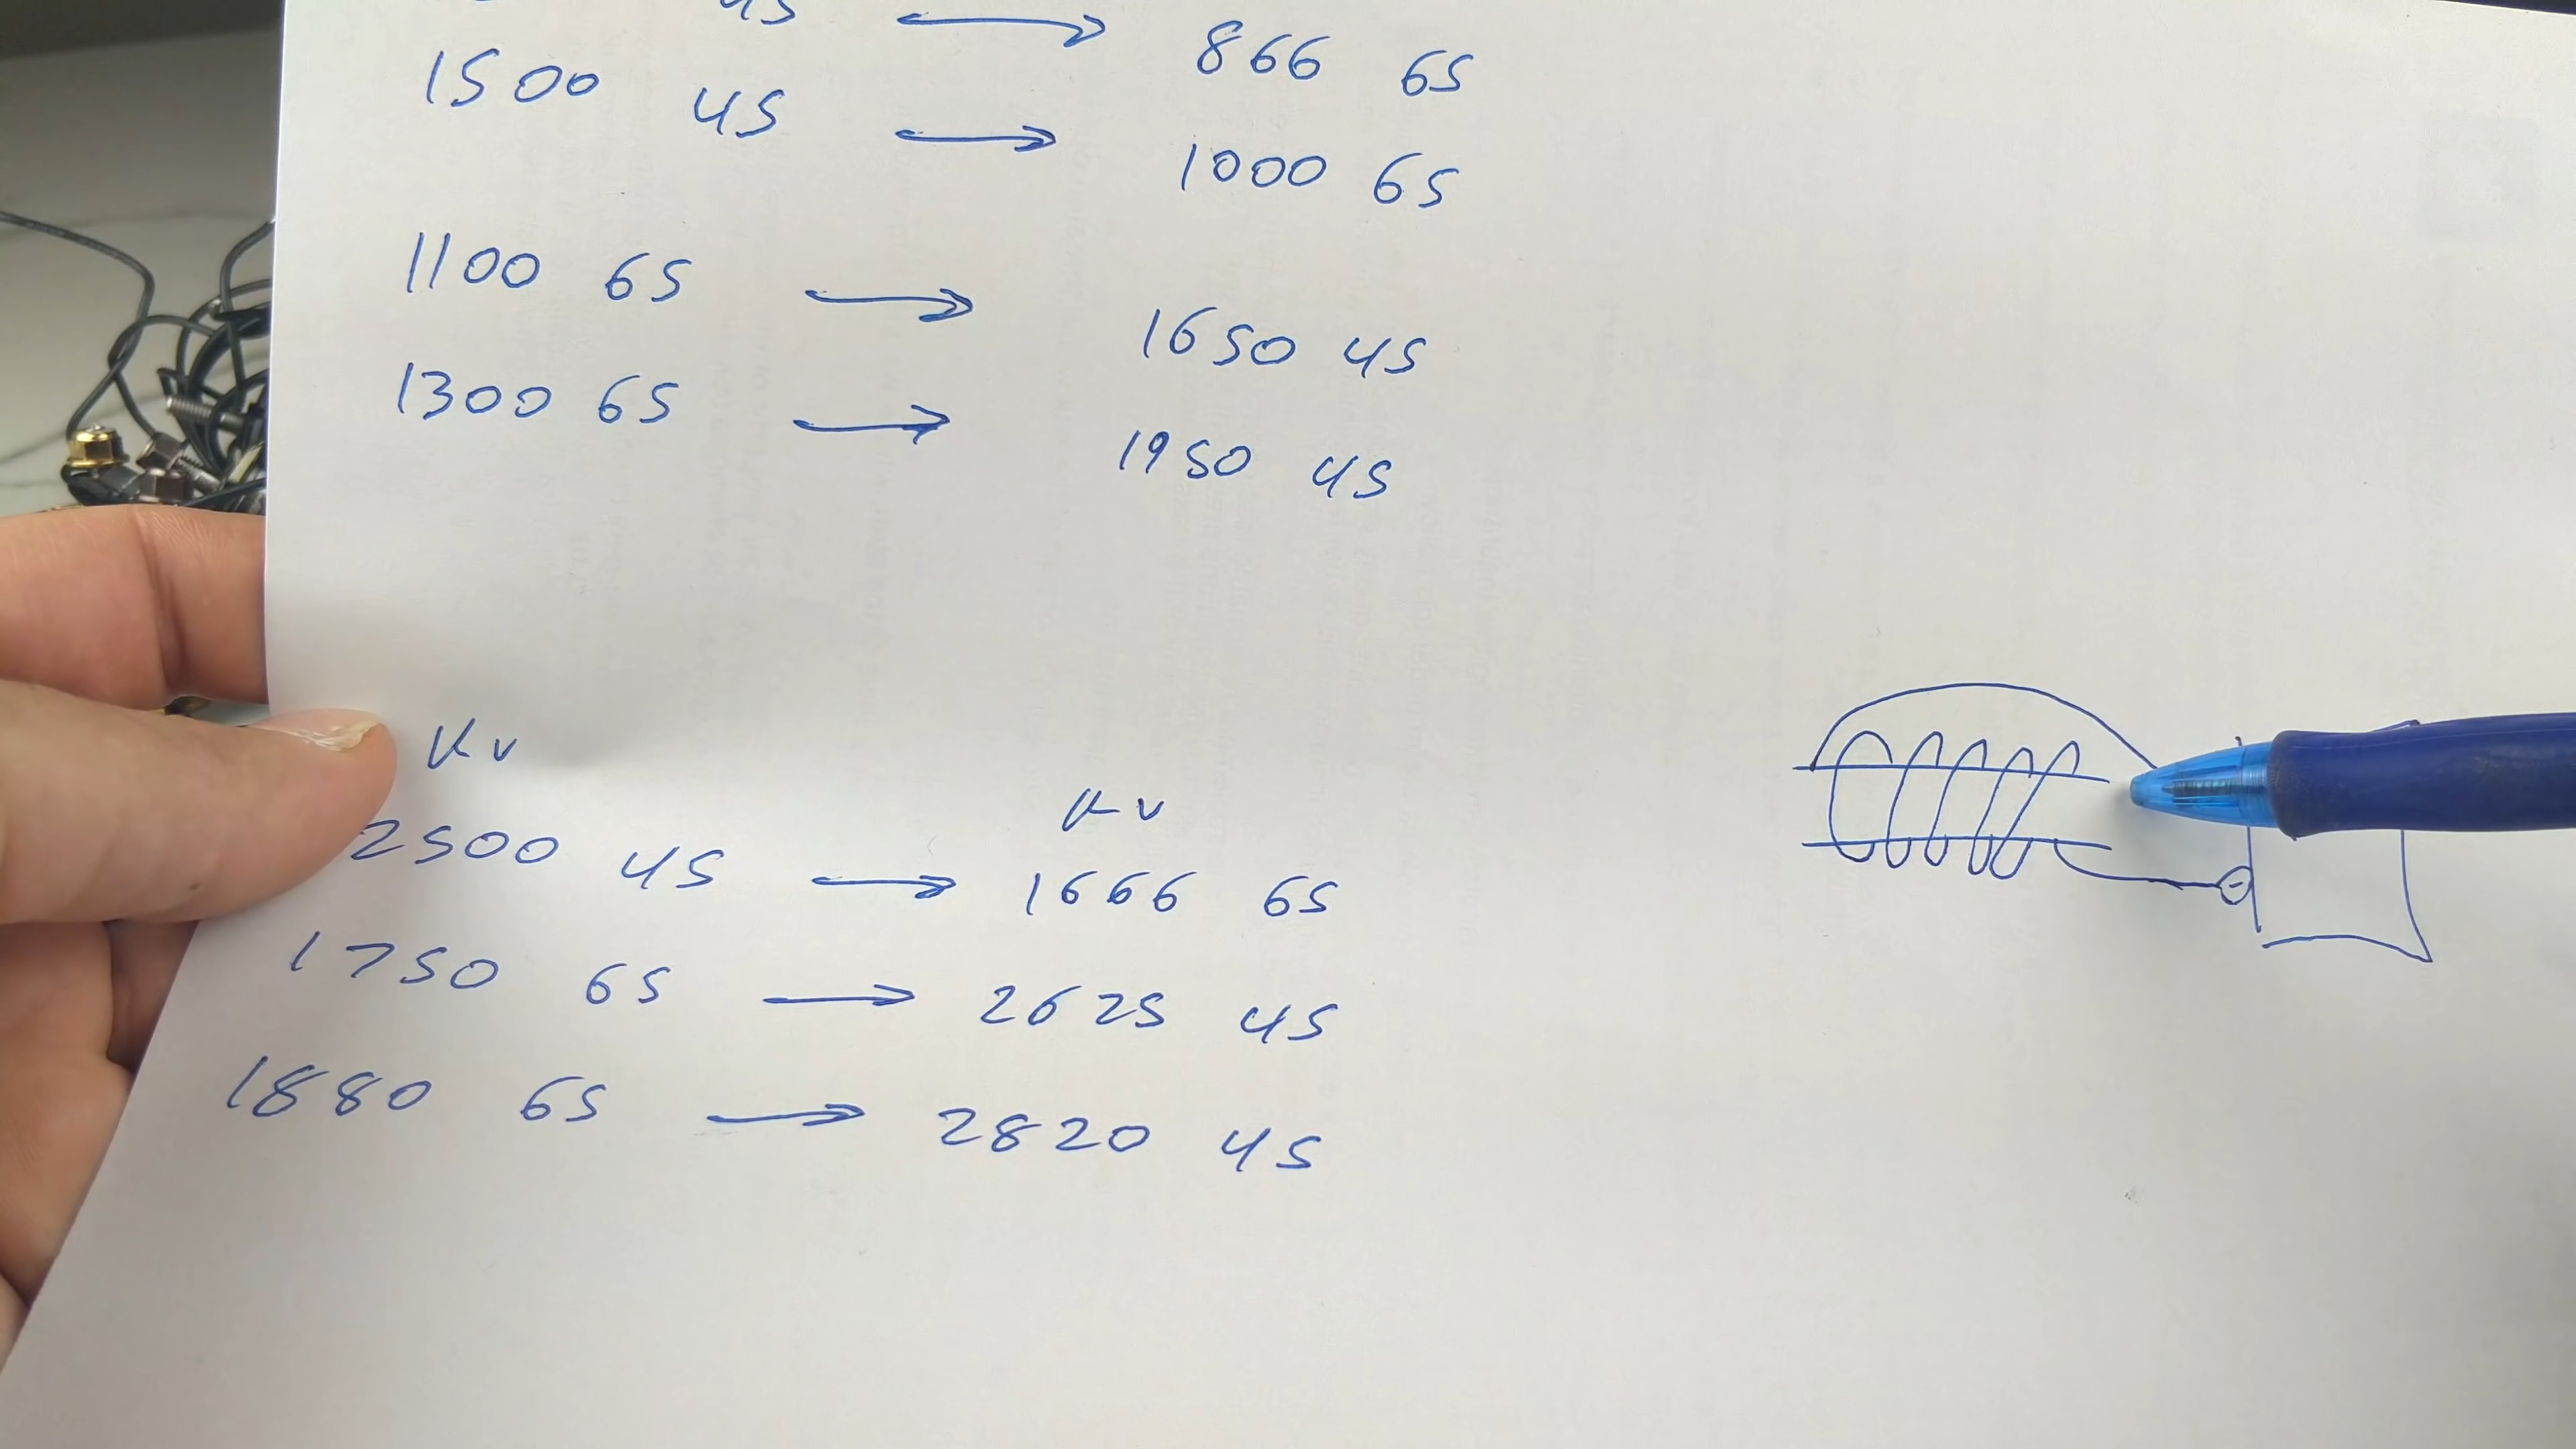 4S → 866 6S
1500 4S → 1000 6S
1100 6S → 1650 4S
1300 6S → 1950 4S
Kv Kv
2500 4S → 1666 6S
1750 6S → 2625 4S
1880 6S → 2820 4S